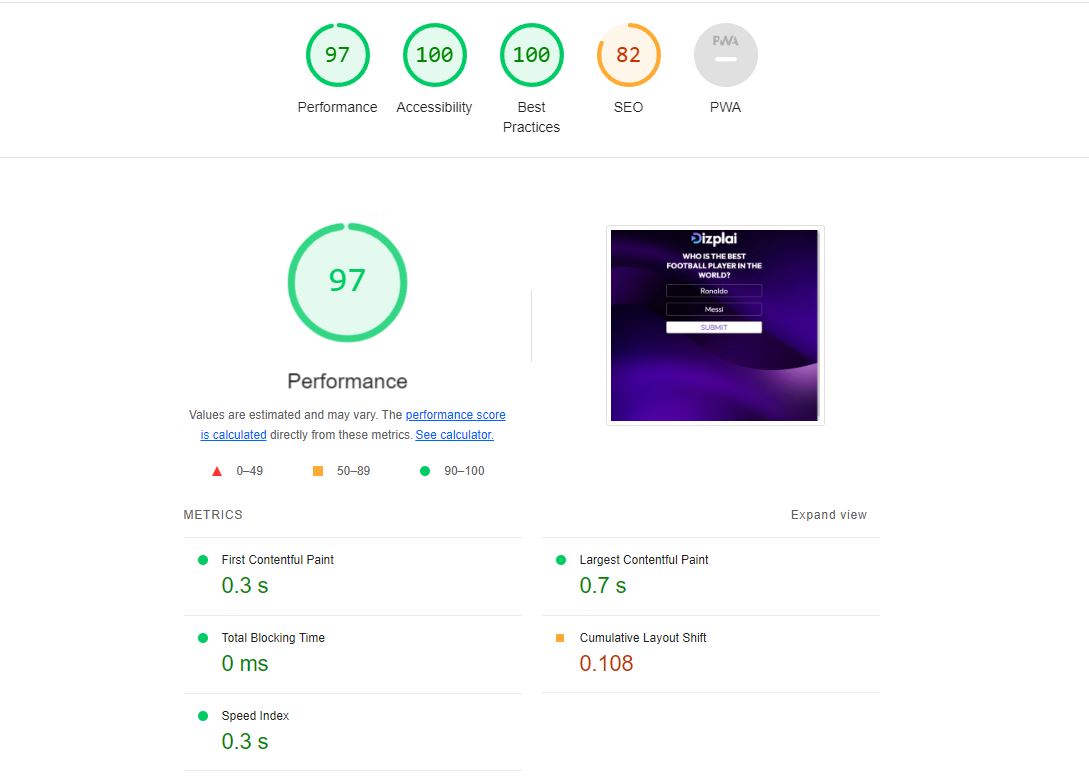 97
100
100
82
PWA
Performance
Accessibility
Best
Practices
SEO
PWA
97
Performance
Values are estimated and may vary. The performance score
is calculated directly from these metrics. See calculator.
0–49
50–89
90–100
Dizplai
WHO IS THE BEST
FOOTBALL PLAYER IN THE
WORLD?
Ronaldo
Messi
SUBMIT
METRICS
Expand view
First Contentful Paint
0.3 s
Largest Contentful Paint
0.7 s
Total Blocking Time
0 ms
Cumulative Layout Shift
0.108
Speed Index
0.3 s